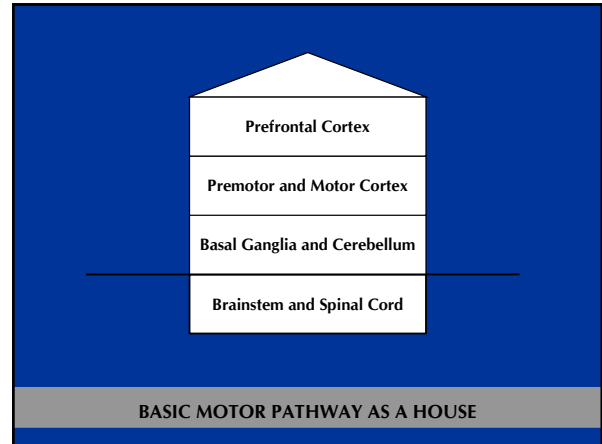 Prefrontal Cortex
Premotor and Motor Cortex
Basal Ganglia and Cerebellum
Brainstem and Spinal Cord
BASIC MOTOR PATHWAY AS A HOUSE